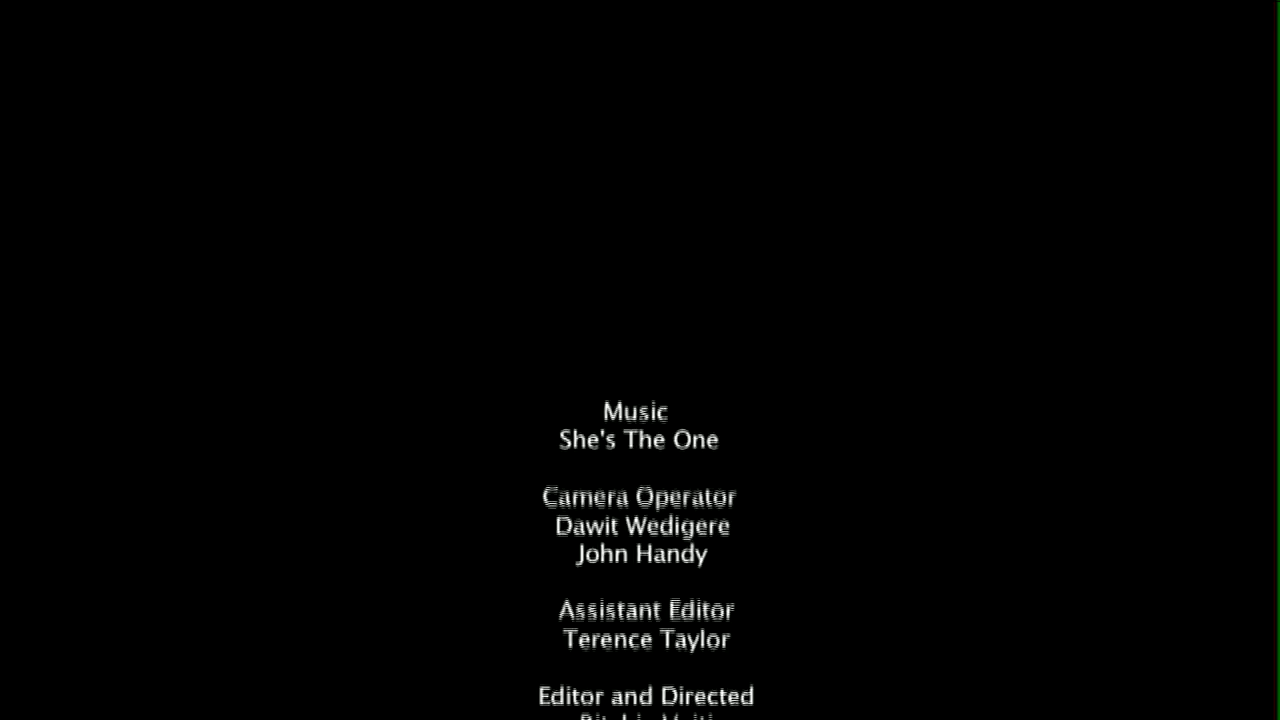 Music
She's The One
Camera Operator
Dawit Wedigere
John Handy
Assistant Editor
Terence Taylor
Editor and Directed